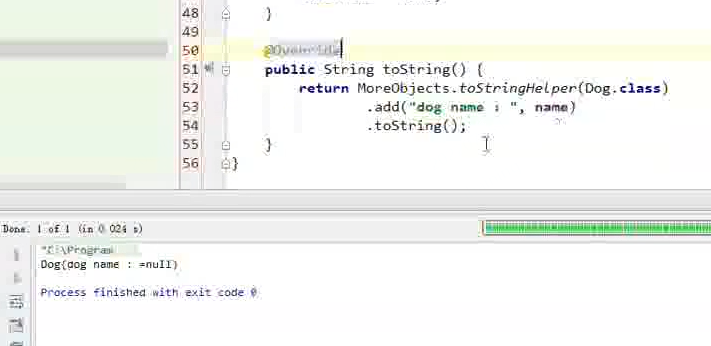 48 }
49
50 @Override
51 public String toString() {
52 return MoreObjects.toStringHelper(Dog.class)
53 .add("dog name : ", name)
54 .toString();
55 }
56 }
Done. 1 of 1 (in 0.024 s)
"C:\Program
Dog{dog name : =null}
Process finished with exit code 0